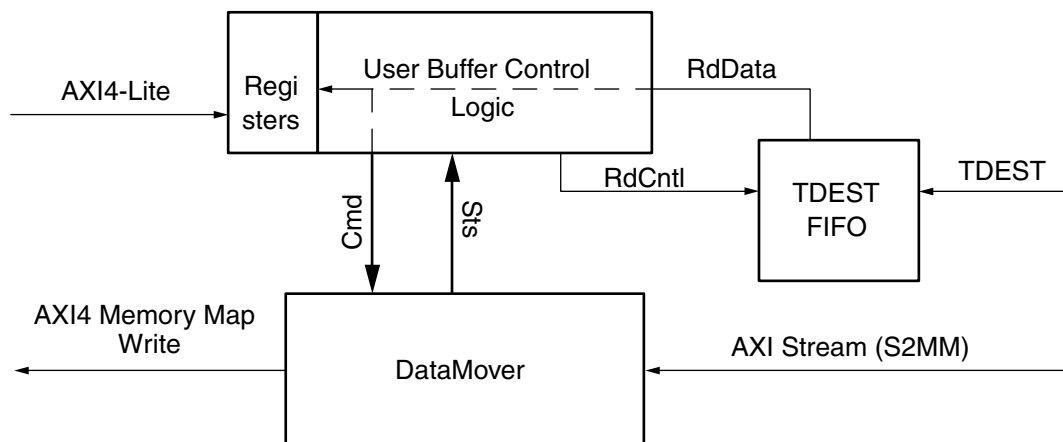 AXI4-Lite
Regi
sters
User Buffer Control
Logic
RdData
RdCntl
TDEST
FIFO
TDEST
Cmd
Sts
AXI4 Memory Map
Write
DataMover
AXI Stream (S2MM)